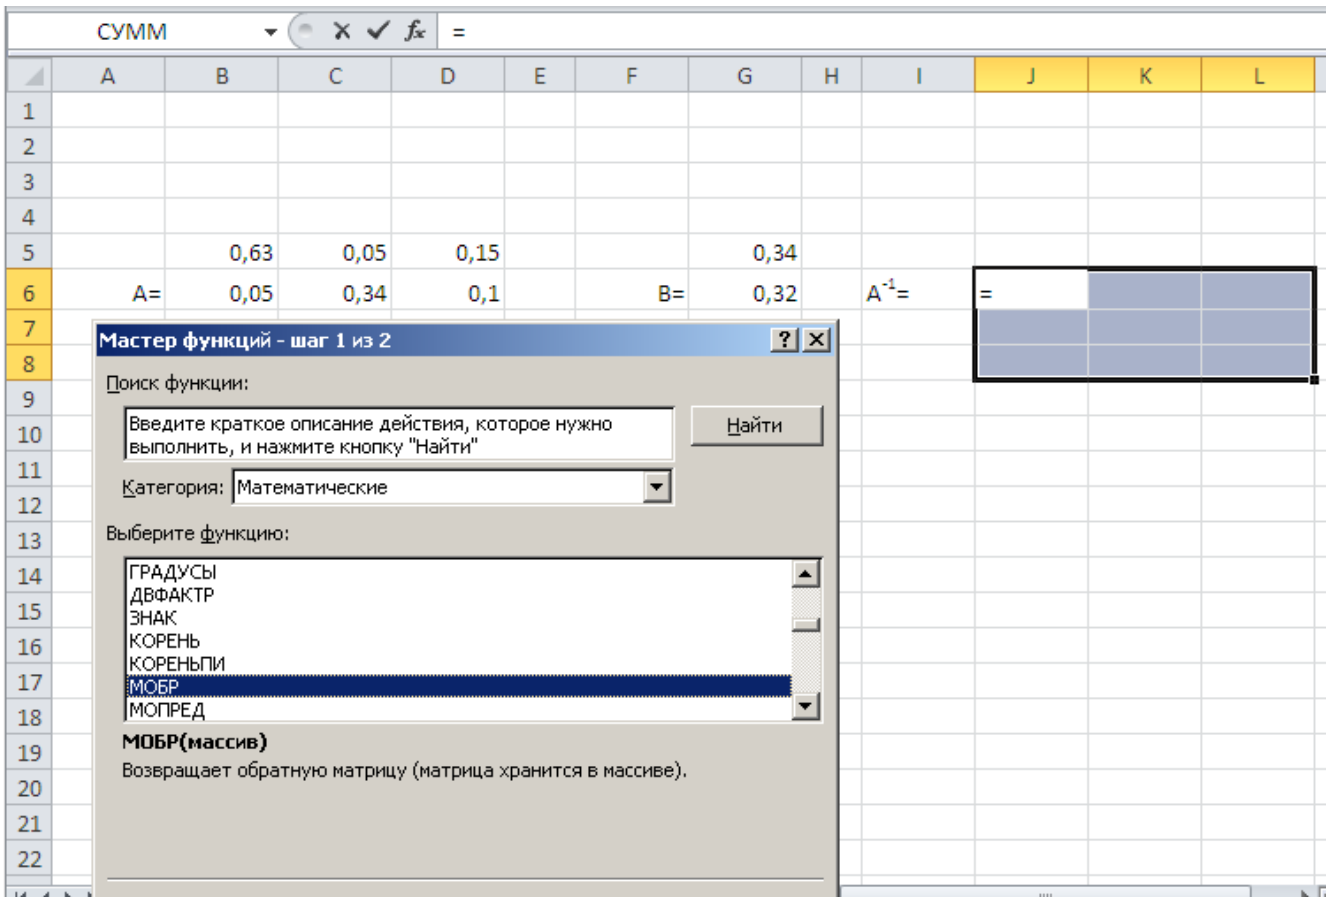 СУММ fx =
A B C D E F G H I J K L
1
2
3
4
5 0,63 0,05 0,15 0,34
6 A= 0,05 0,34 0,1 B= 0,32 A-1= =
7
Мастер функций - шаг 1 из 2
8
Поиск функции:
9
Введите краткое описание действия, которое нужно
выполнить, и нажмите кнопку "Найти"
Найти
10
11
Категория: Математические
12
13
Выберите функцию:
14
ГРАДУСЫ
ДВФАКТР
15
ЗНАК
16
КОРЕНЬ
КОРЕНЬПИ
17
МОБР
18
МОПРЕД
19
МОБР(массив)
Возвращает обратную матрицу (матрица хранится в массиве).
20
21
22